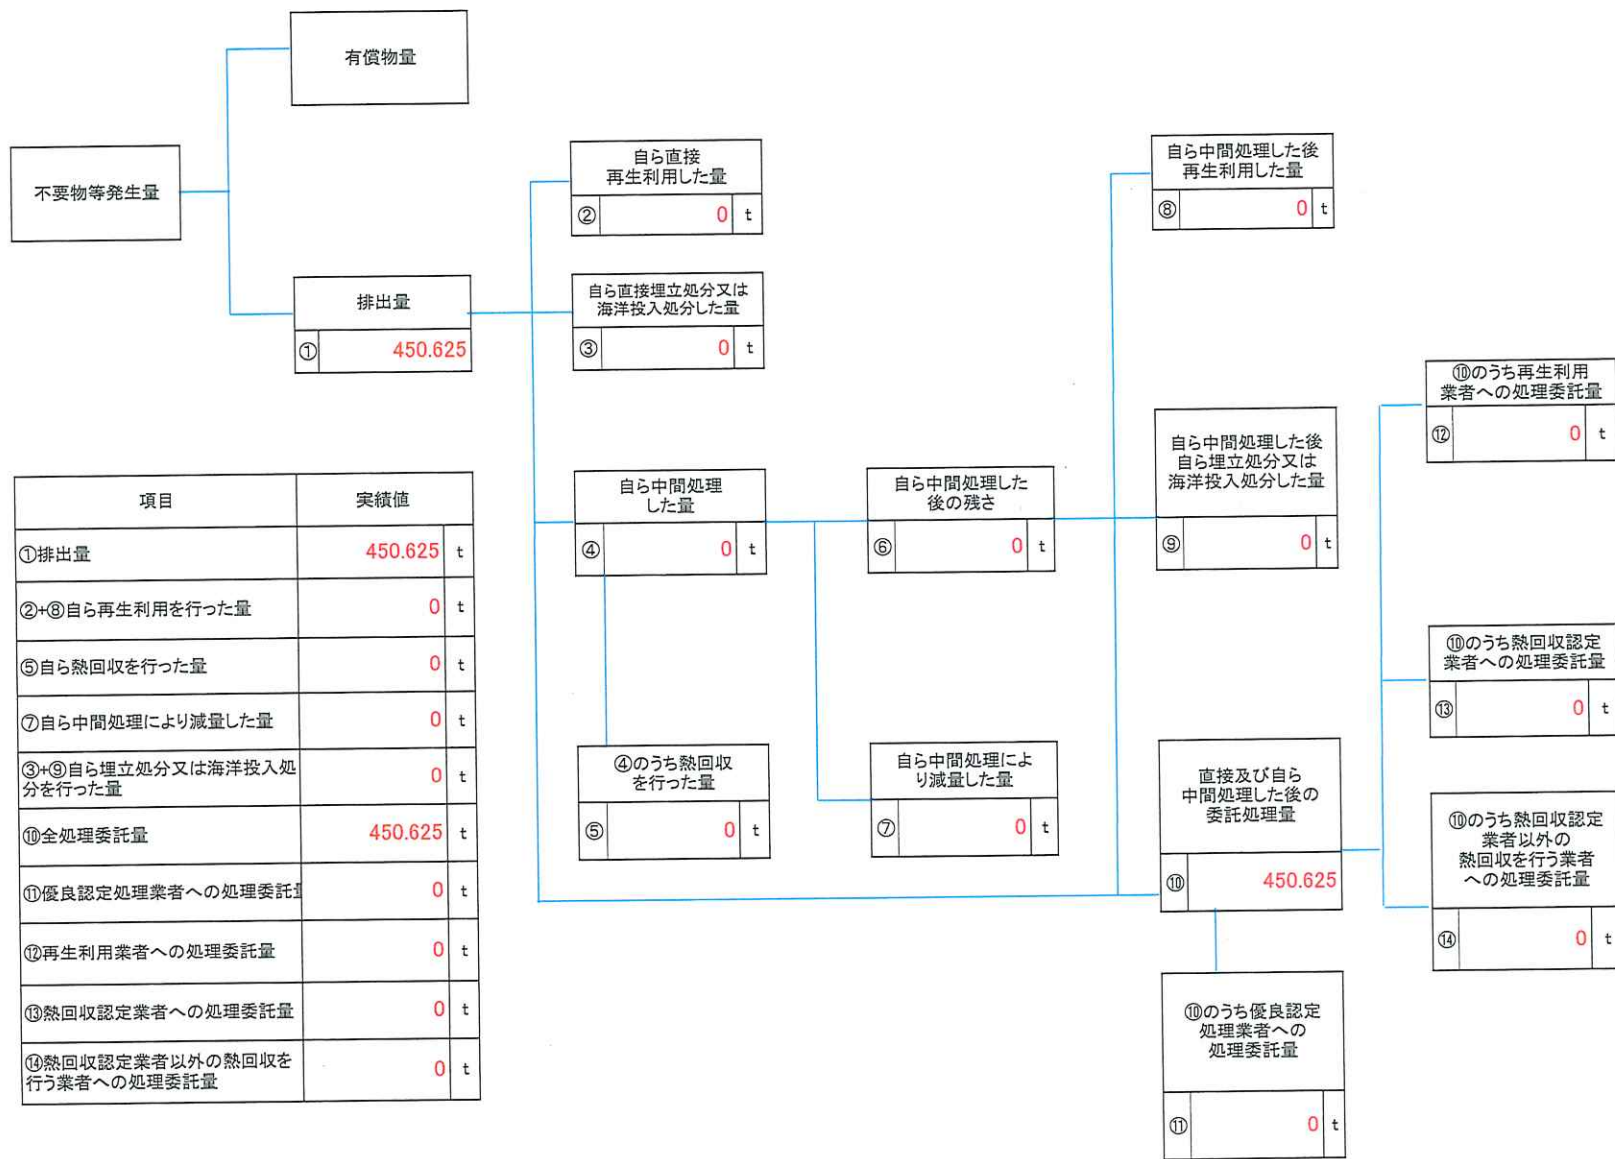 有償物量
不要物等発生量
排出量
① 450.625
自ら直接
再生利用した量
② 0 t
自ら直接埋立処分又は
海洋投入処分した量
③ 0 t
自ら中間処理
した量
④ 0 t
④のうち熱回収
を行った量
⑤ 0 t
自ら中間処理した
後の残さ
⑥ 0 t
自ら中間処理によ
り減量した量
⑦ 0 t
自ら中間処理した後
再生利用した量
⑧ 0 t
自ら中間処理した後
自ら埋立処分又は
海洋投入処分した量
⑨ 0 t
直接及び自ら
中間処理した後の
委託処理量
⑩ 450.625
⑩のうち優良認定
処理業者への
処理委託量
⑪ 0 t
⑩のうち再生利用
業者への処理委託量
⑫ 0 t
⑩のうち熱回収認定
業者への処理委託量
⑬ 0 t
⑩のうち熱回収認定
業者以外の
熱回収を行う業者
への処理委託量
⑭ 0 t
項目 実績値
①排出量 450.625 t
②+⑧自ら再生利用を行った量 0 t
⑤自ら熱回収を行った量 0 t
⑦自ら中間処理により減量した量 0 t
③+⑨自ら埋立処分又は海洋投入処
分を行った量 0 t
⑩全処理委託量 450.625 t
⑪優良認定処理業者への処理委託量 0 t
⑫再生利用業者への処理委託量 0 t
⑬熱回収認定業者への処理委託量 0 t
⑭熱回収認定業者以外の熱回収を
行う業者への処理委託量 0 t